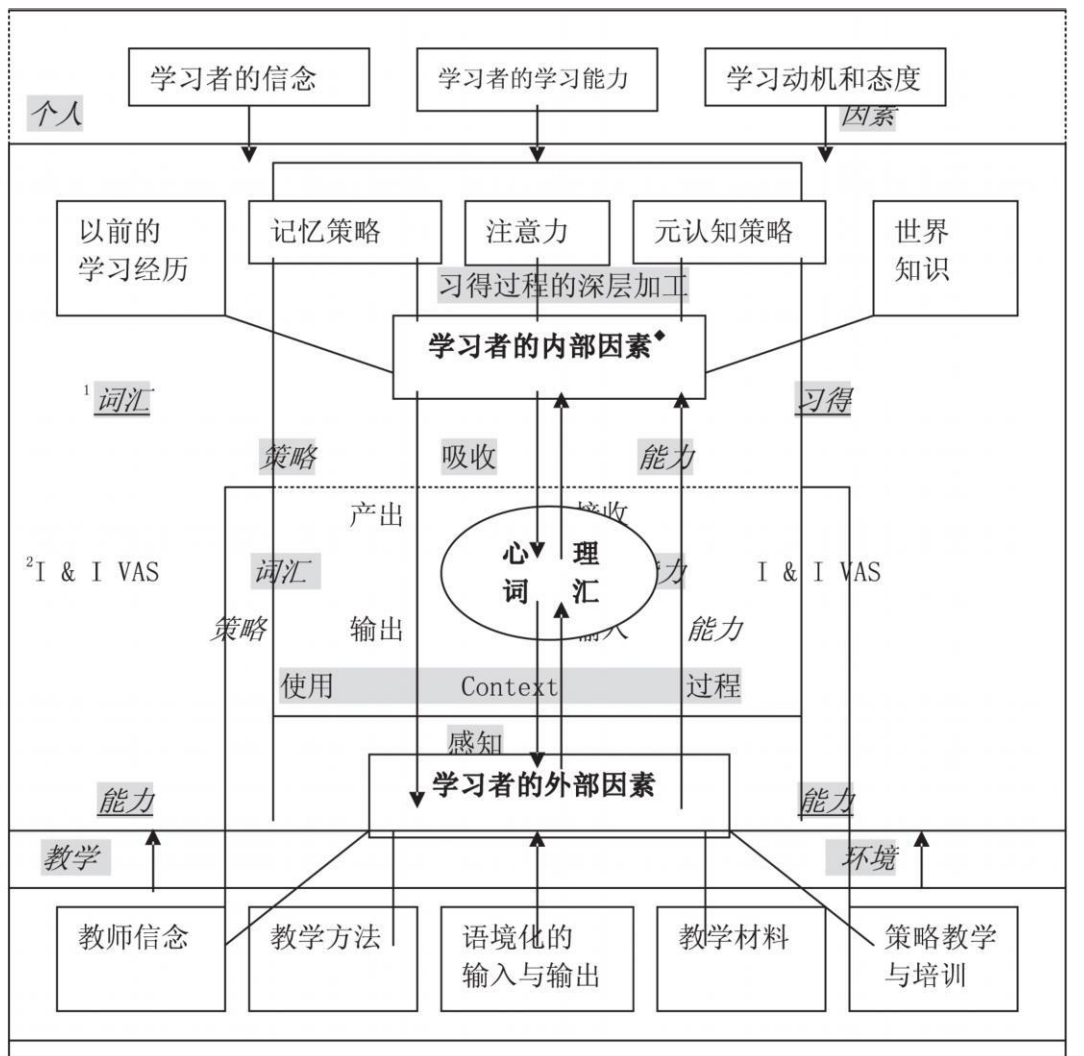 学习者的信念
学习者的学习能力
学习动机和态度
个人
因素
以前的
学习经历
记忆策略
注意力
元认知策略
世界
知识
习得过程的深层加工
学习者的内部因素◆
1 词汇
习得
策略
吸收
能力
产出
接收
心 理
词 汇
2I & I VAS
词汇
力
I & I VAS
策略
输出
输入
能力
使用
Context
过程
感知
学习者的外部因素
能力
能力
教学
环境
教师信念
教学方法
语境化的
输入与输出
教学材料
策略教学
与培训